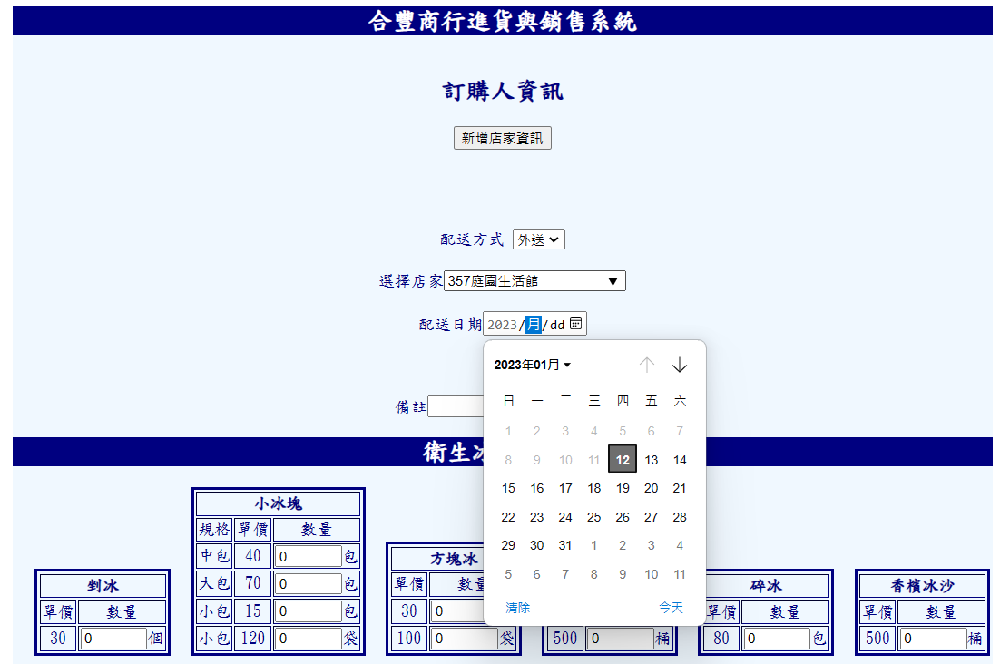 合豐商行進貨與銷售系統
訂購人資訊
新增店家資訊
配送方式 外送
選擇店家 357庭園生活館
配送日期 2023/月/dd
2023年01月
日 一 二 三 四 五 六
1 2 3 4 5 6 7
8 9 10 11 12 13 14
15 16 17 18 19 20 21
22 23 24 25 26 27 28
29 30 31 1 2 3 4
5 6 7 8 9 10 11
清除 今天
備註
衛生冰
剉冰
單價 數量
30 0 個
小冰塊
規格 單價 數量
中包 40 0 包
大包 70 0 包
小包 15 0 包
小包 120 0 袋
方塊冰
單價 數量
30 0
100 0 袋
500 0 桶
碎冰
單價 數量
80 0 包
香檳冰沙
單價 數量
500 0 桶